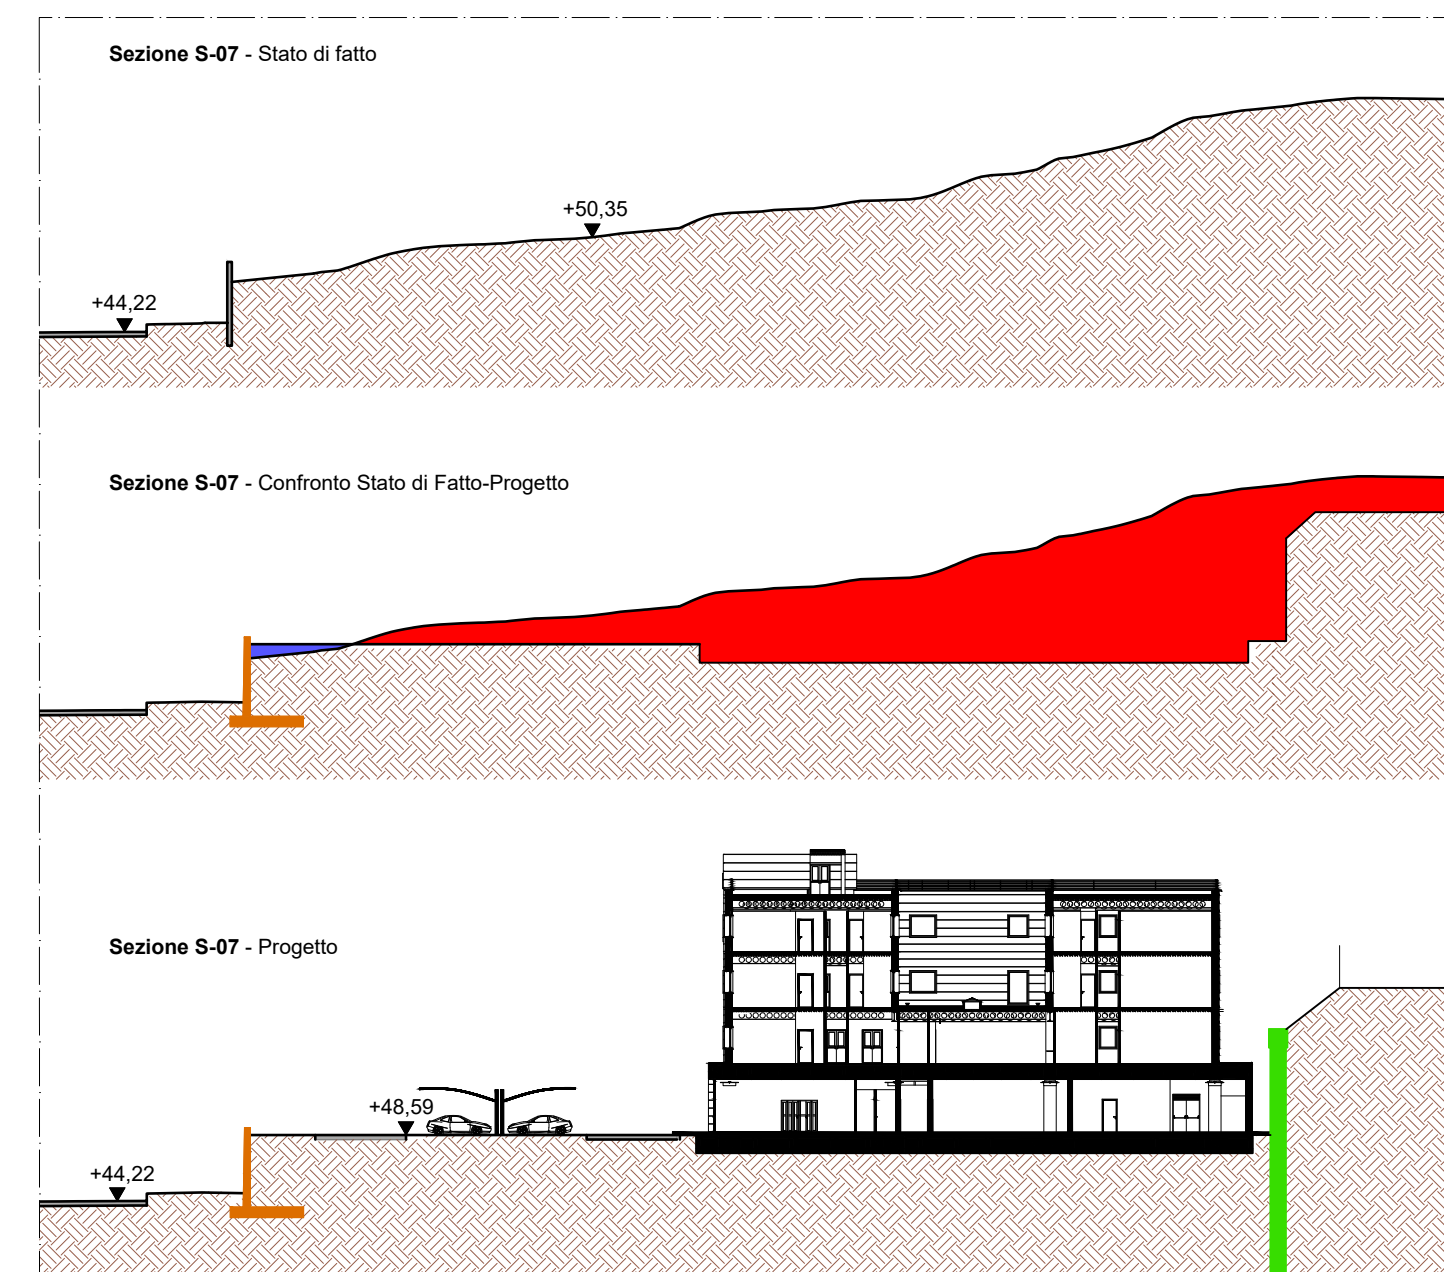 Sezione S-07 - Stato di fatto
+50,35
+44,22
Sezione S-07 - Confronto Stato di Fatto-Progetto
Sezione S-07 - Progetto
+48,59
+44,22